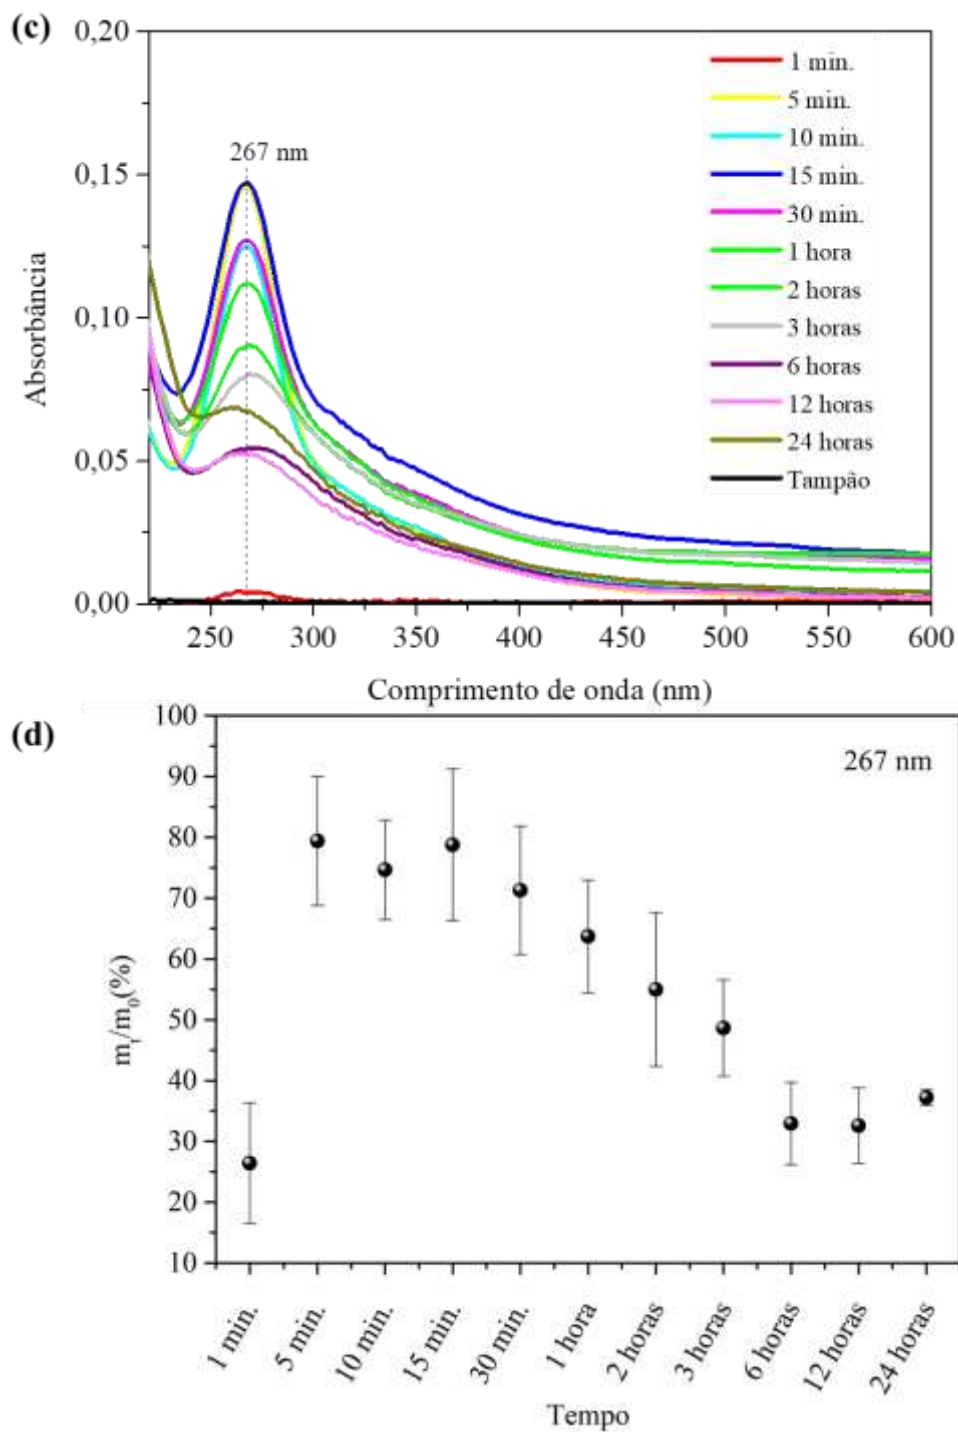 (c)
0,20
0,15
0,10
0,05
0,00
Absorbância
267 nm
1 min.
5 min.
10 min.
15 min.
30 min.
1 hora
2 horas
3 horas
6 horas
12 horas
24 horas
Tampão
250 300 350 400 450 500 550 600
Comprimento de onda (nm)
(d)
100
90
80
70
60
50
40
30
20
10
m_t/m_0(%)
267 nm
1 min. 5 min. 10 min. 15 min. 30 min. 1 hora 2 horas 3 horas 6 horas 12 horas 24 horas
Tempo